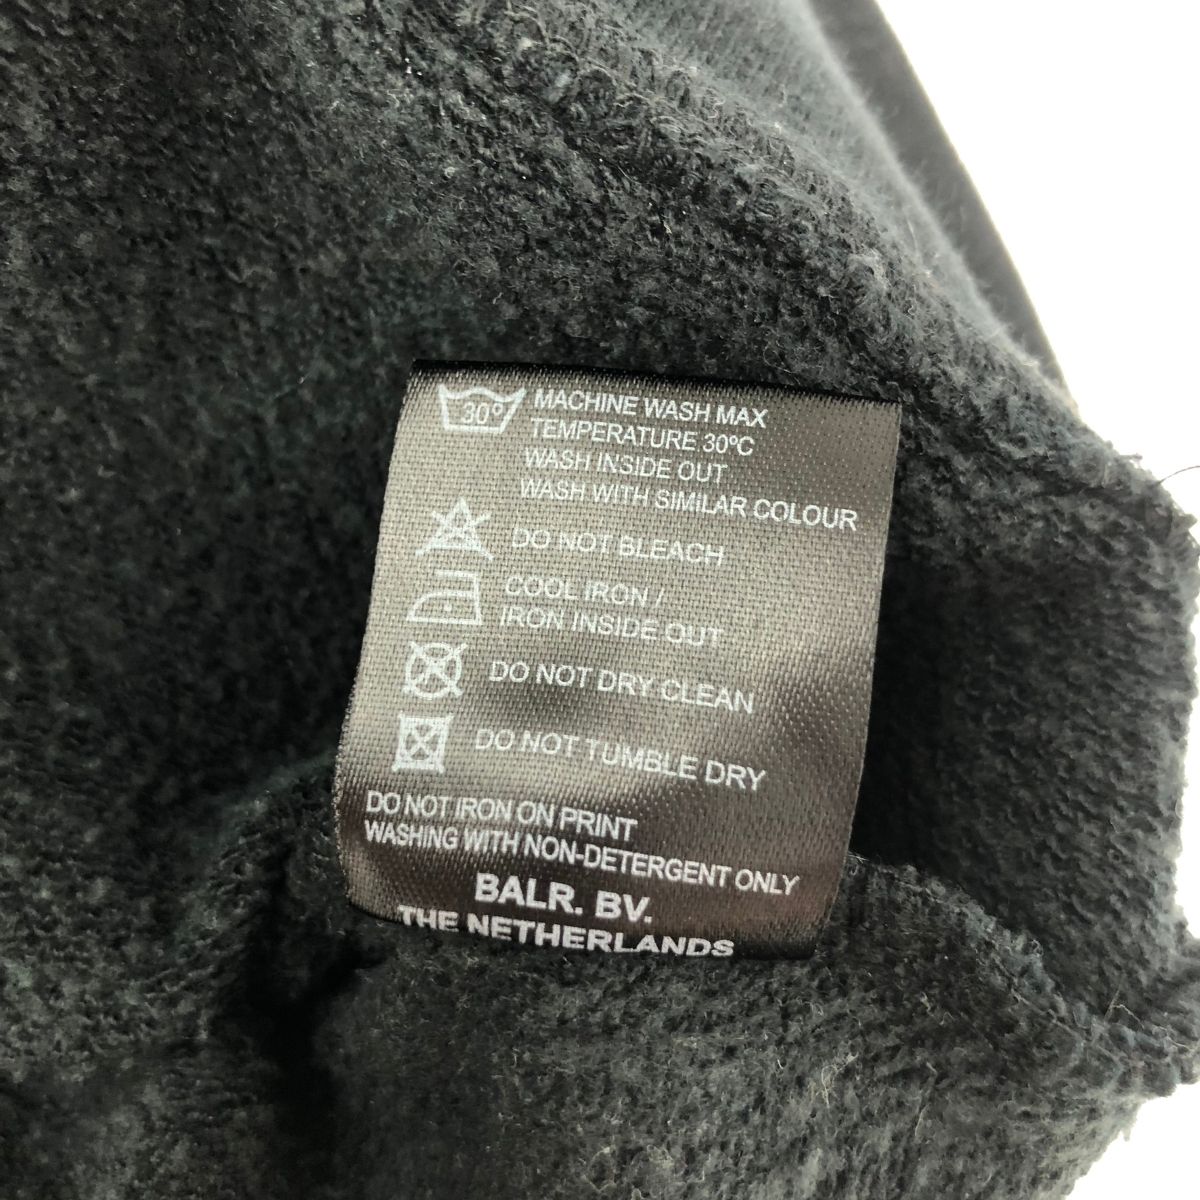 30°
MACHINE WASH MAX
TEMPERATURE 30ºC
WASH INSIDE OUT
WASH WITH SIMILAR COLOUR
DO NOT BLEACH
COOL IRON /
IRON INSIDE OUT
DO NOT DRY CLEAN
DO NOT TUMBLE DRY
DO NOT IRON ON PRINT
WASHING WITH NON-DETERGENT ONLY
BALR. BV.
THE NETHERLANDS